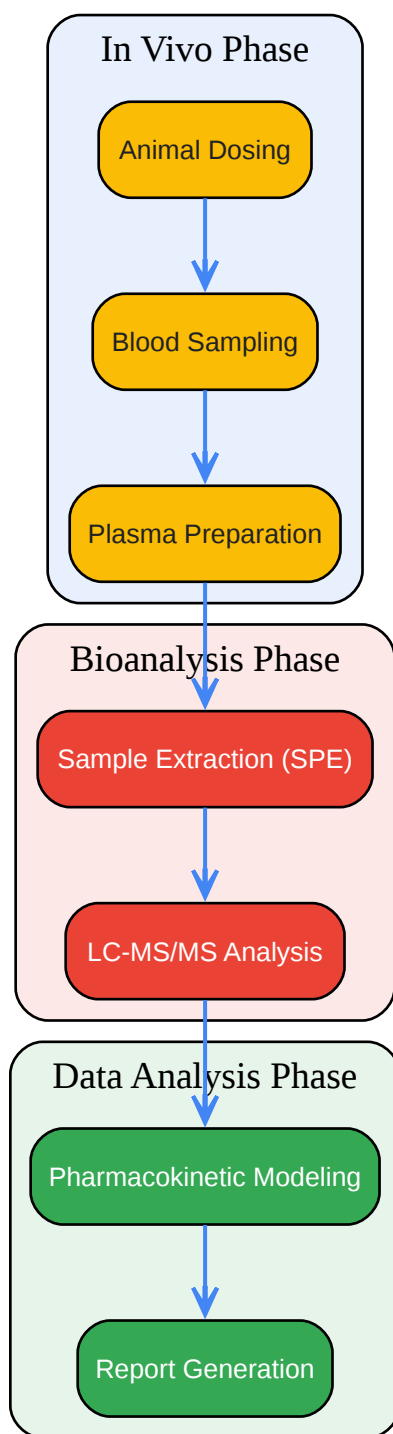 In Vivo Phase
Animal Dosing
Blood Sampling
Plasma Preparation
Bioanalysis Phase
Sample Extraction (SPE)
LC-MS/MS Analysis
Data Analysis Phase
Pharmacokinetic Modeling
Report Generation